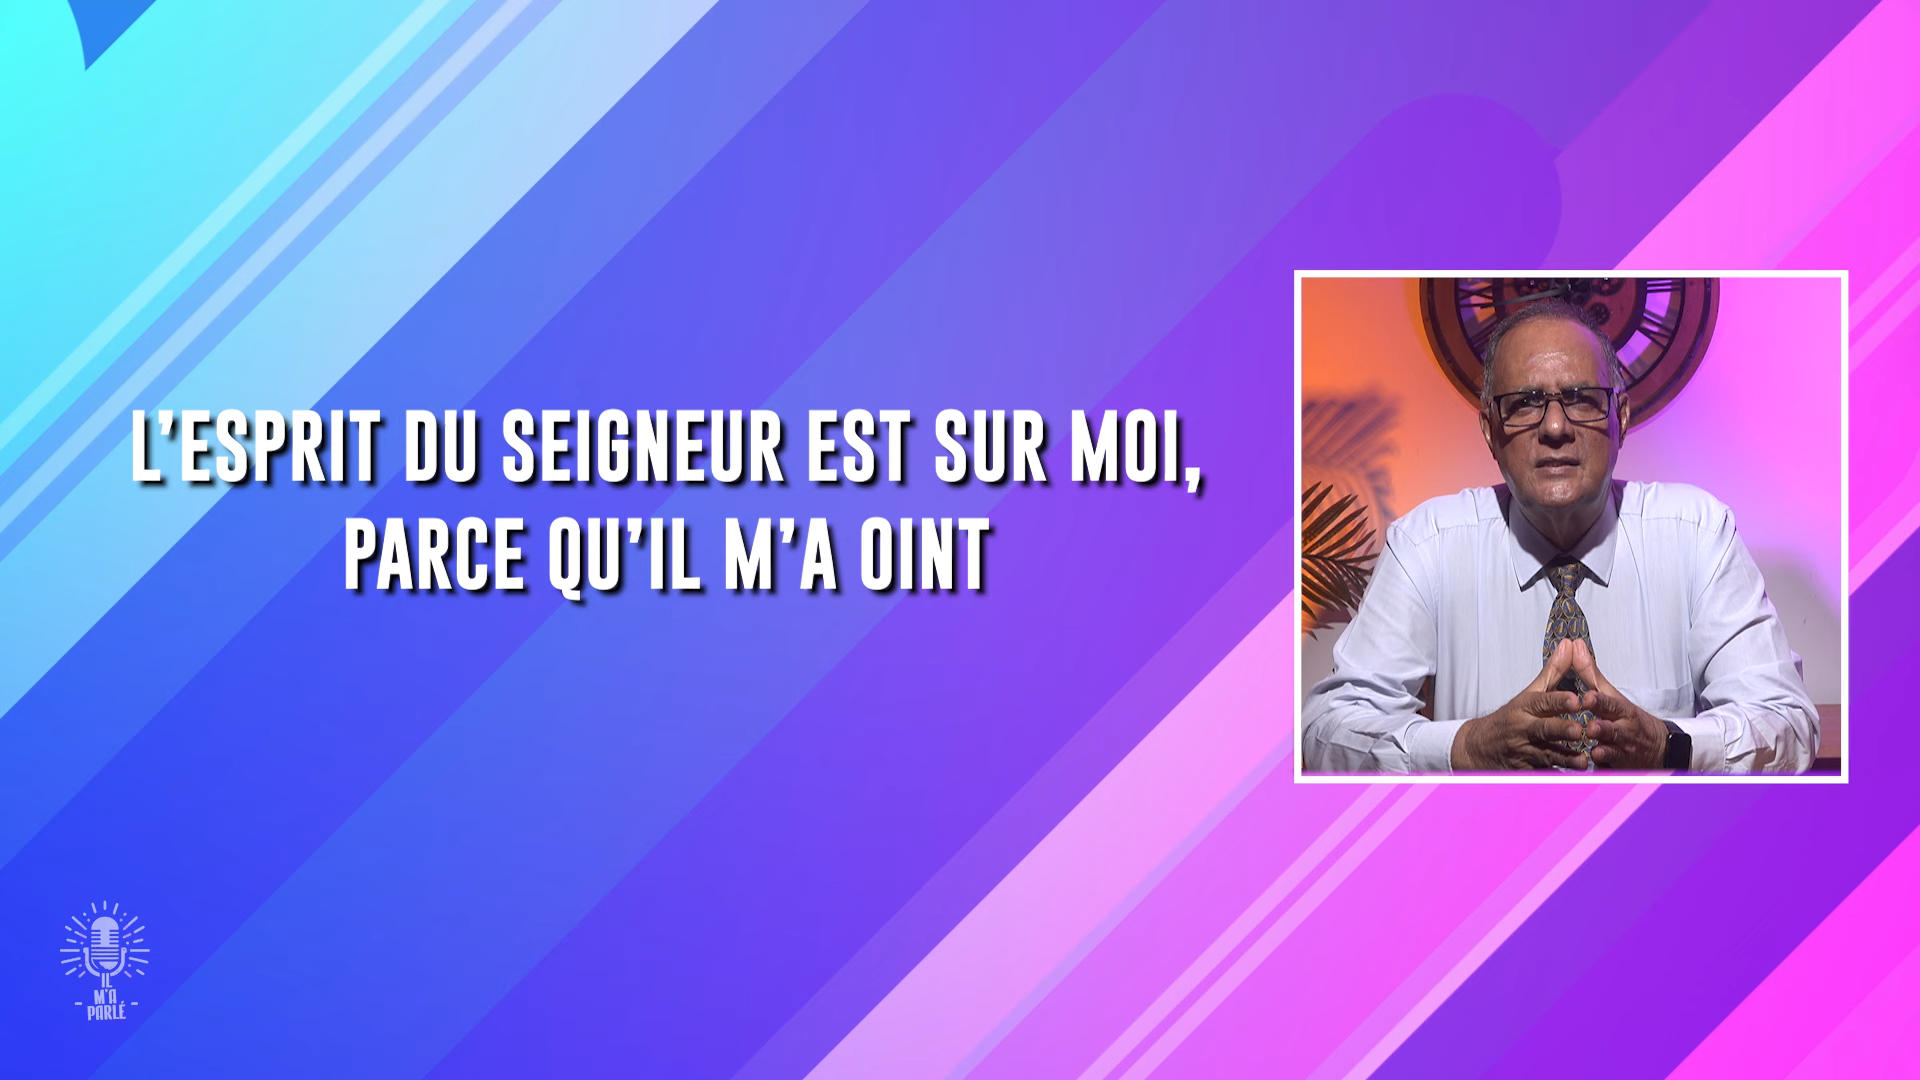 L'ESPRIT DU SEIGNEUR EST SUR MOI,
PARCE QU'IL M'A OINT
IL
M'A
- PARLÉ -